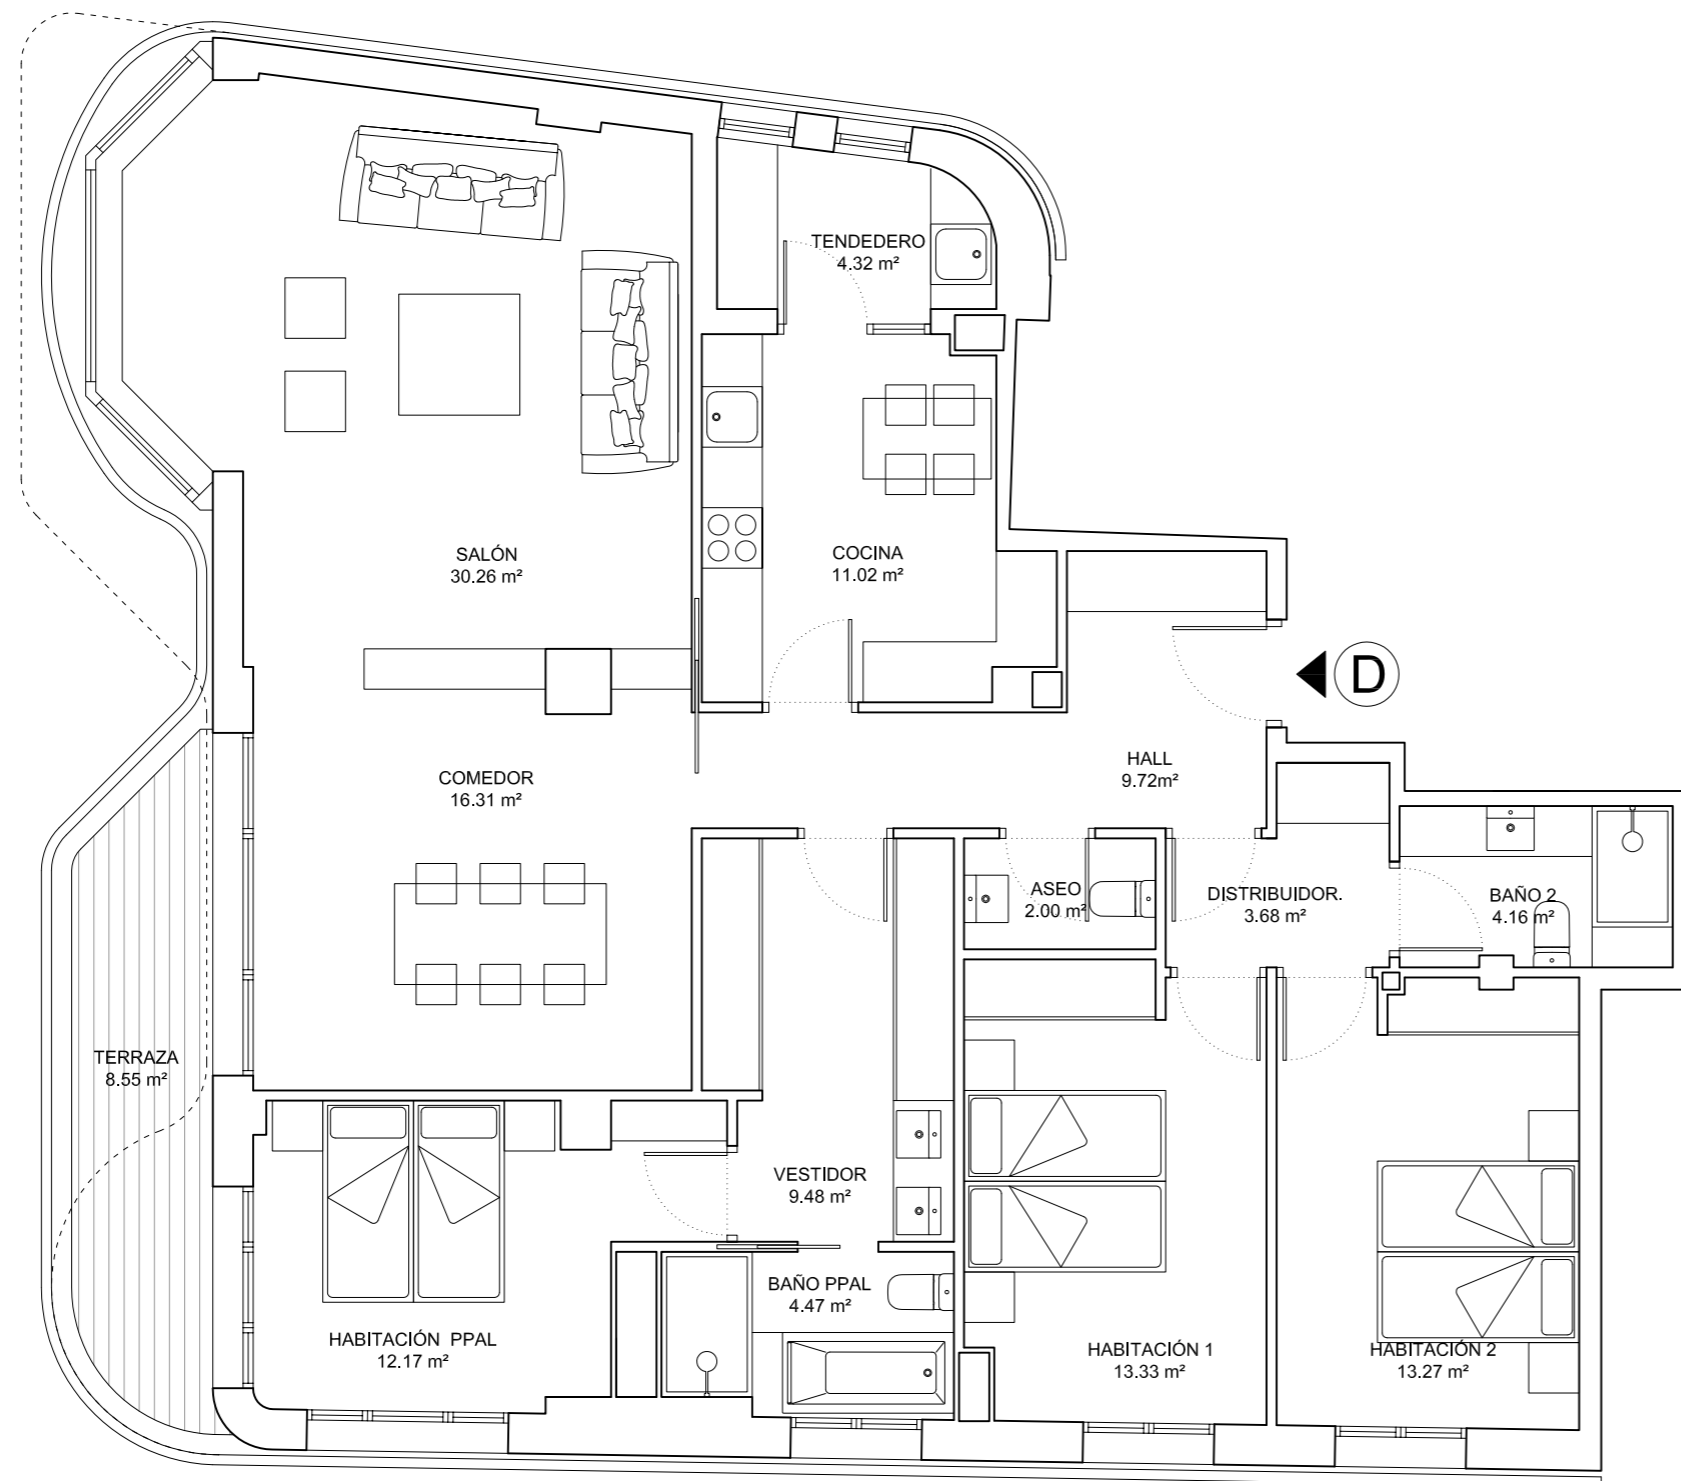 TENDEDERO
4.32 m²
SALÓN
30.26 m²
COCINA
11.02 m²
D
HALL
9.72m²
COMEDOR
16.31 m²
ASEO
2.00 m²
DISTRIBUIDOR.
3.68 m²
BAÑO 2
4.16 m²
TERRAZA
8.55 m²
VESTIDOR
9.48 m²
BAÑO PPAL
4.47 m²
HABITACIÓN PPAL
12.17 m²
HABITACIÓN 1
13.33 m²
HABITACIÓN 2
13.27 m²